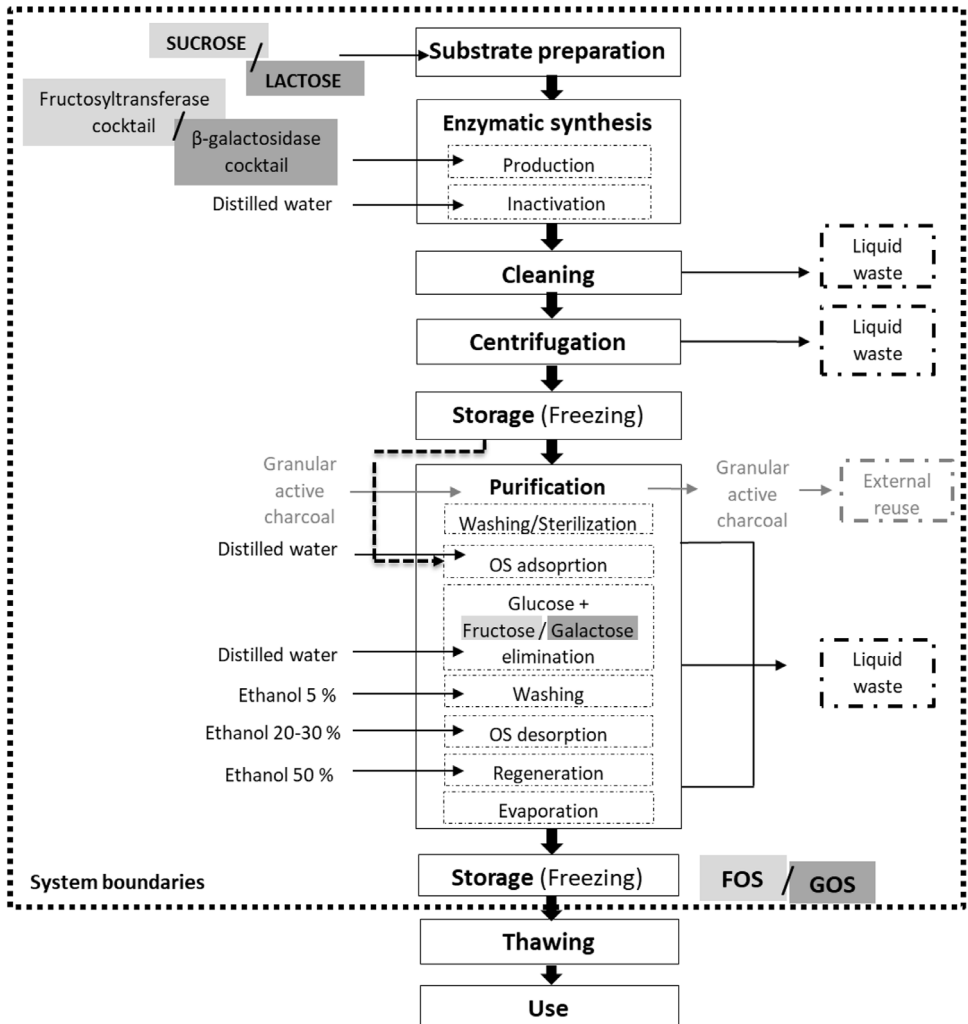 SUCROSE
/
LACTOSE
Substrate preparation
Fructosyltransferase
cocktail
/
β-galactosidase
cocktail
Enzymatic synthesis
Production
Distilled water
Inactivation
Cleaning
Liquid
waste
Centrifugation
Liquid
waste
Storage (Freezing)
Granular
active
charcoal
Purification
Granular
active
charcoal
External
reuse
Washing/Sterilization
Distilled water
OS adsoprtion
Glucose +
Fructose / Galactose
elimination
Distilled water
Liquid
waste
Ethanol 5 %
Washing
Ethanol 20-30 %
OS desorption
Ethanol 50 %
Regeneration
Evaporation
Storage (Freezing)
FOS / GOS
System boundaries
Thawing
Use